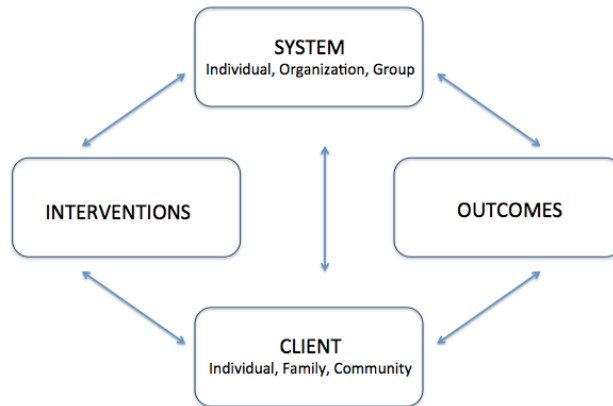 SYSTEM
Individual, Organization, Group
INTERVENTIONS
OUTCOMES
CLIENT
Individual, Family, Community